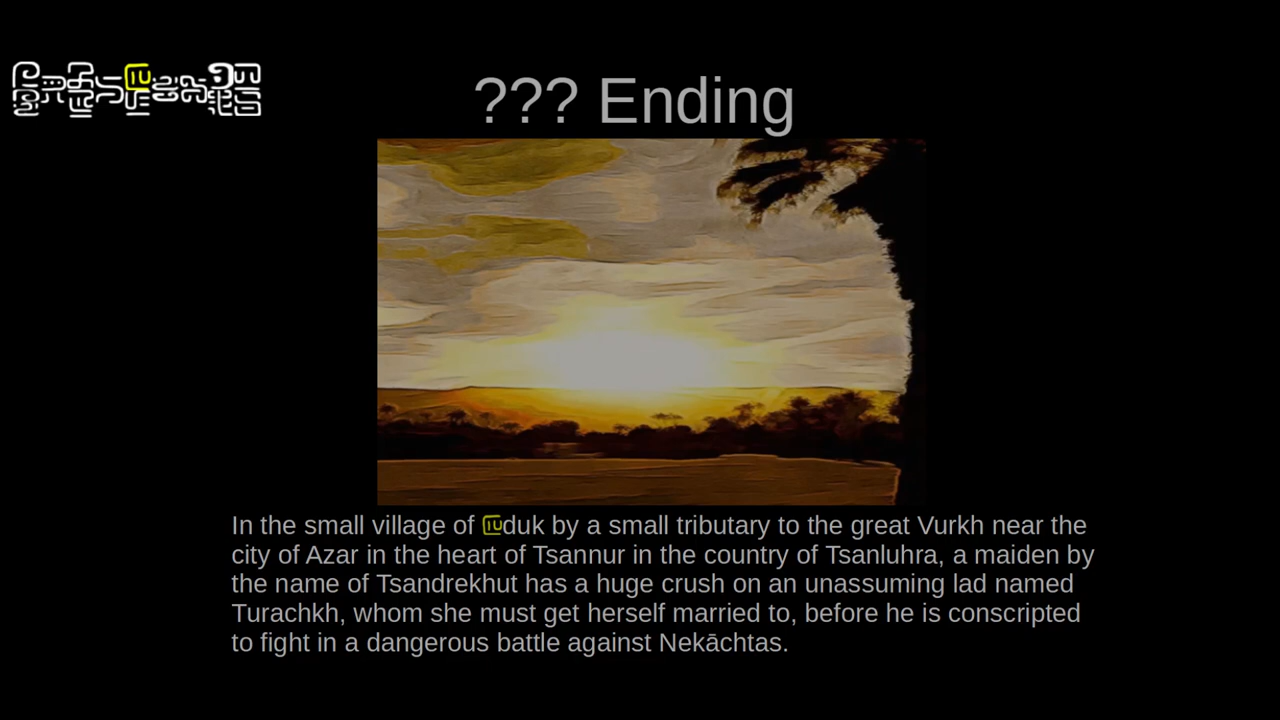 ??? Ending
In the small village of duk by a small tributary to the great Vurkh near the
city of Azar in the heart of Tsannur in the country of Tsanluhra, a maiden by
the name of Tsandrekhut has a huge crush on an unassuming lad named
Turachkh, whom she must get herself married to, before he is conscripted
to fight in a dangerous battle against Nekāchtas.